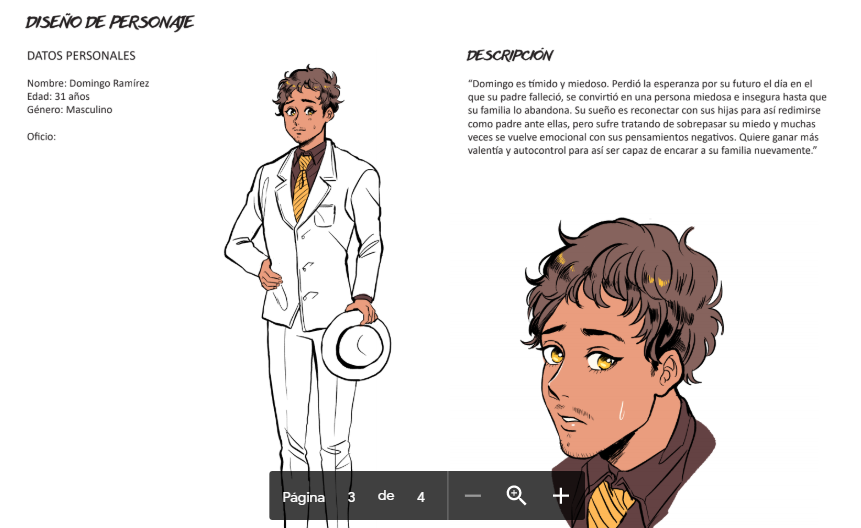 DISEÑO DE PERSONAJE
DATOS PERSONALES
Nombre: Domingo Ramírez
Edad: 31 años
Género: Masculino
Oficio:
DESCRIPCIÓN
“Domingo es tímido y miedoso. Perdió la esperanza por su futuro el día en el
que su padre falleció, se convirtió en una persona miedosa e insegura hasta que
su familia lo abandona. Su sueño es reconectar con sus hijas para así redimirse
como padre ante ellas, pero sufre tratando de sobrepasar su miedo y muchas
veces se vuelve emocional con sus pensamientos negativos. Quiere ganar más
valentía y autocontrol para así ser capaz de encarar a su familia nuevamente.”
Página 3 de 4